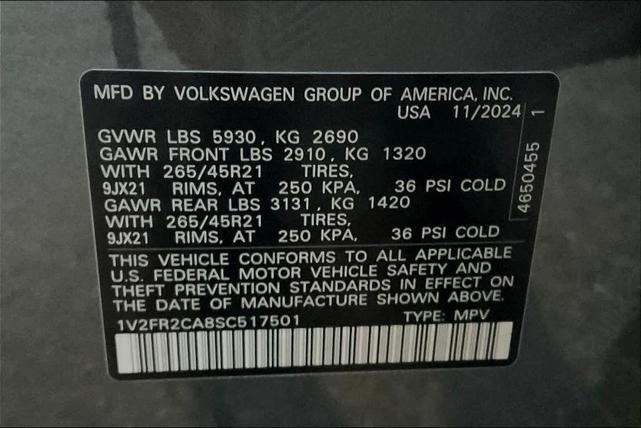 MFD BY VOLKSWAGEN GROUP OF AMERICA, INC.
USA 11/2024
GVWR LBS 5930, KG 2690
GAWR FRONT LBS 2910, KG 1320
WITH 265/45R21 TIRES,
9JX21 RIMS, AT 250 KPA, 36 PSI COLD
GAWR REAR LBS 3131, KG 1420
WITH 265/45R21 TIRES,
9JX21 RIMS, AT 250 KPA, 36 PSI COLD
4650455 1
THIS VEHICLE CONFORMS TO ALL APPLICABLE
U.S. FEDERAL MOTOR VEHICLE SAFETY AND
THEFT PREVENTION STANDARDS IN EFFECT ON
THE DATE OF MANUFACTURE SHOWN ABOVE.
1V2FR2CA8SC517501 TYPE: MPV